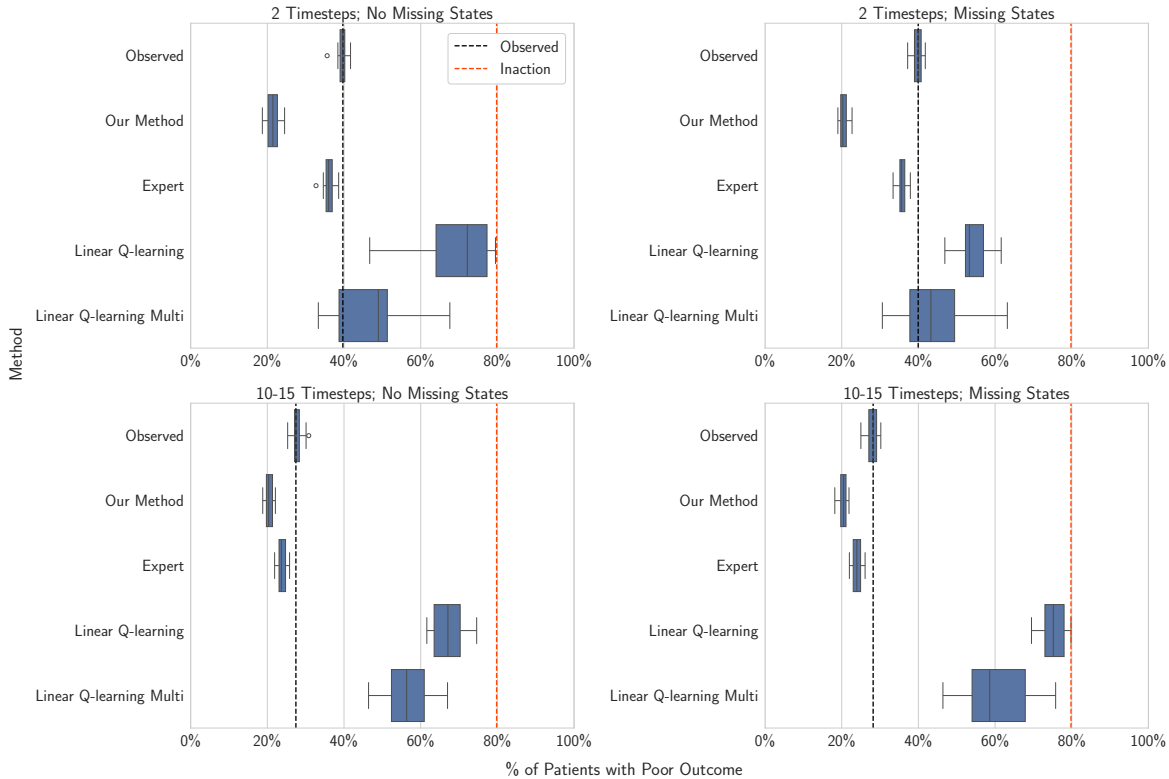 2 Timesteps; No Missing States
Observed
Our Method
Expert
Linear Q-learning
Linear Q-learning Multi
0% 20% 40% 60% 80% 100%
Observed
Inaction
2 Timesteps; Missing States
Observed
Our Method
Expert
Linear Q-learning
Linear Q-learning Multi
0% 20% 40% 60% 80% 100%
Method
10-15 Timesteps; No Missing States
Observed
Our Method
Expert
Linear Q-learning
Linear Q-learning Multi
0% 20% 40% 60% 80% 100%
10-15 Timesteps; Missing States
Observed
Our Method
Expert
Linear Q-learning
Linear Q-learning Multi
0% 20% 40% 60% 80% 100%
% of Patients with Poor Outcome